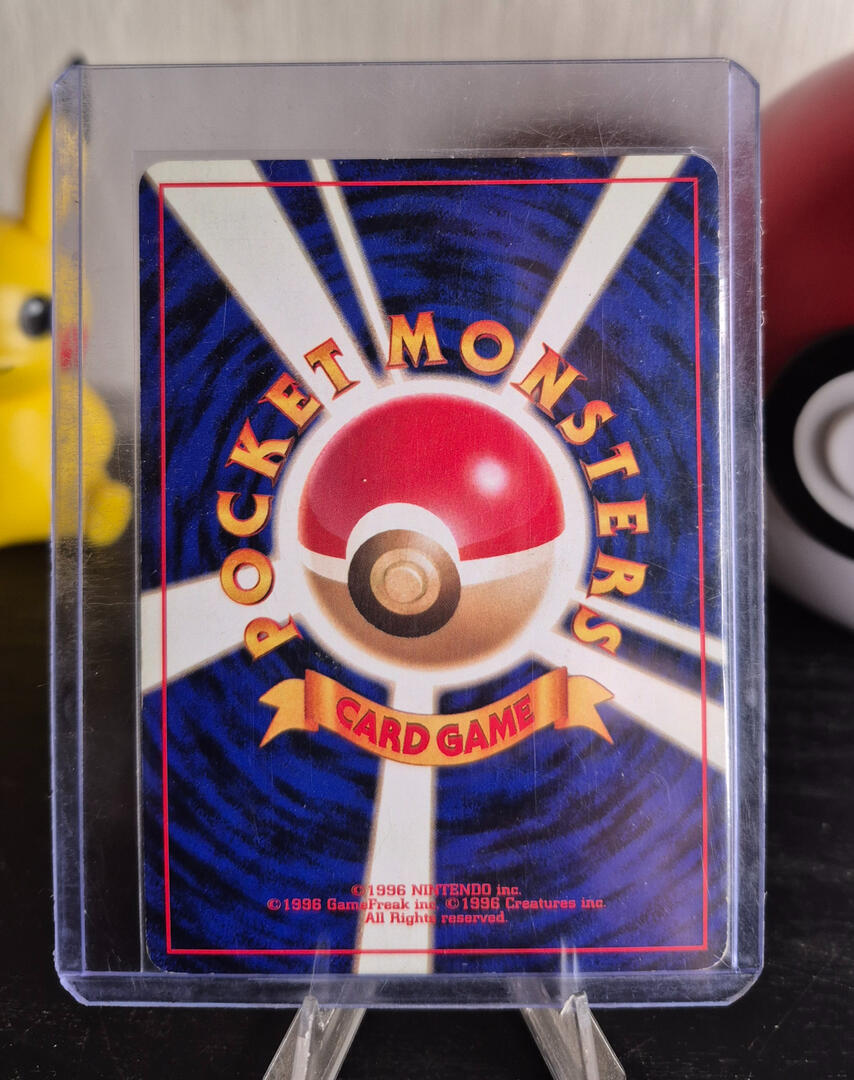 POCKET MONSTERS
CARD GAME
©1996 NINTENDO inc.
©1996 GameFreak inc. ©1996 Creatures inc.
All Rights reserved.